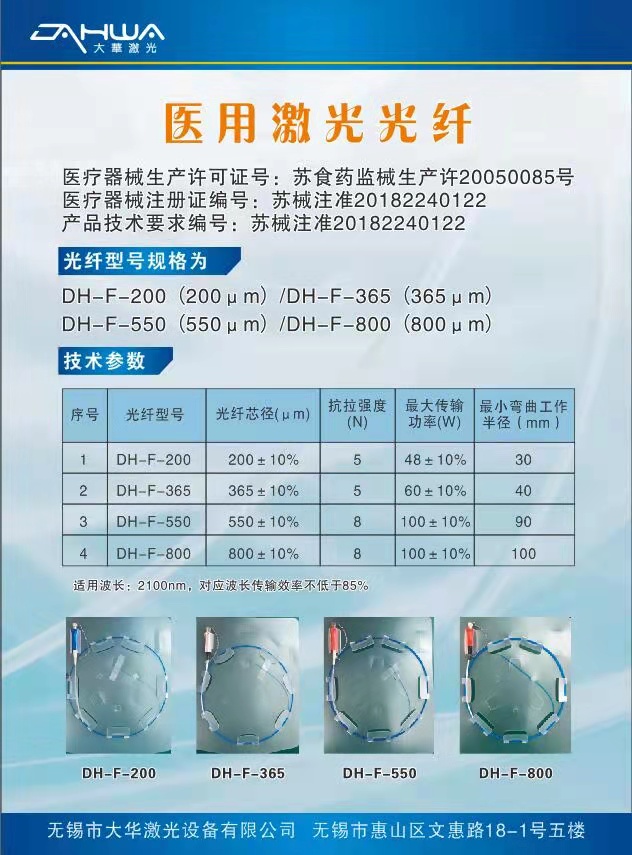 DAHWA
大華激光
医用激光光纤
医疗器械生产许可证号：苏食药监械生产许20050085号
医疗器械注册证编号：苏械注准20182240122
产品技术要求编号：苏械注准20182240122
光纤型号规格为
DH-F-200（200μm）/DH-F-365（365μm）
DH-F-550（550μm）/DH-F-800（800μm）
技术参数
序号 光纤型号 光纤芯径(μm) 抗拉强度(N) 最大传输功率(W) 最小弯曲工作半径（mm）
1 DH-F-200 200±10% 5 48±10% 30
2 DH-F-365 365±10% 5 60±10% 40
3 DH-F-550 550±10% 8 100±10% 90
4 DH-F-800 800±10% 8 100±10% 100
适用波长：2100nm，对应波长传输效率不低于85%
DH-F-200 DH-F-365 DH-F-550 DH-F-800
无锡市大华激光设备有限公司 无锡市惠山区文惠路18-1号五楼